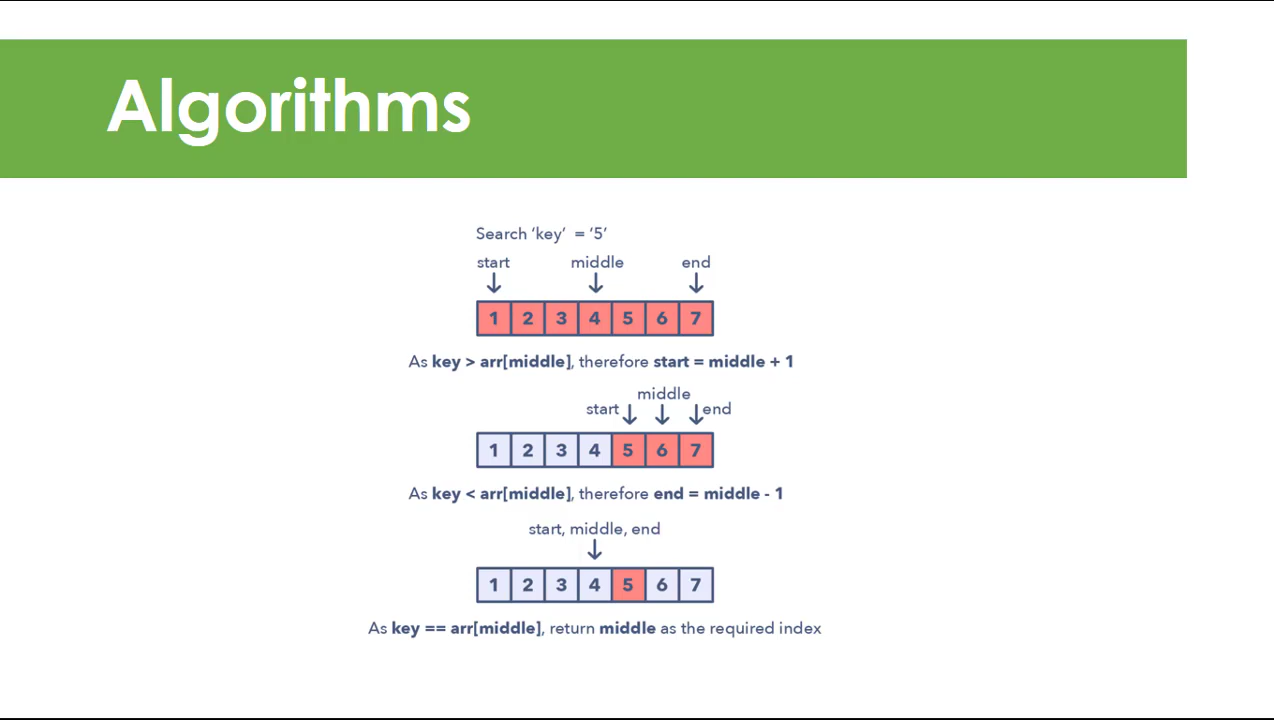 Algorithms
Search ‘key’ = ‘5’
start middle end
1 2 3 4 5 6 7
As key > arr[middle], therefore start = middle + 1
middle
start end
1 2 3 4 5 6 7
As key < arr[middle], therefore end = middle - 1
start, middle, end
1 2 3 4 5 6 7
As key == arr[middle], return middle as the required index